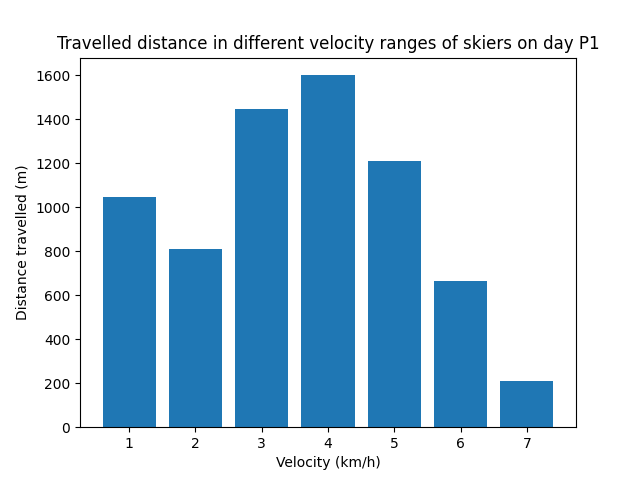 Travelled distance in different velocity ranges of skiers on day P1
1600
1400
1200
1000
800
600
400
200
0
Distance travelled (m)
1 2 3 4 5 6 7
Velocity (km/h)